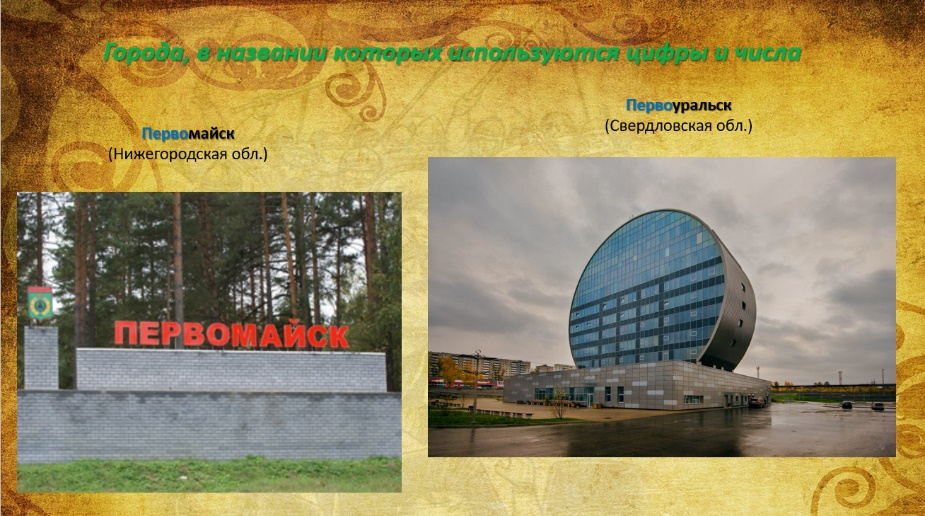 Города, в названии которых используются цифры и числа
Первомайск
(Нижегородская обл.)
Первоуральск
(Свердловская обл.)
ПЕРВОМАЙСК